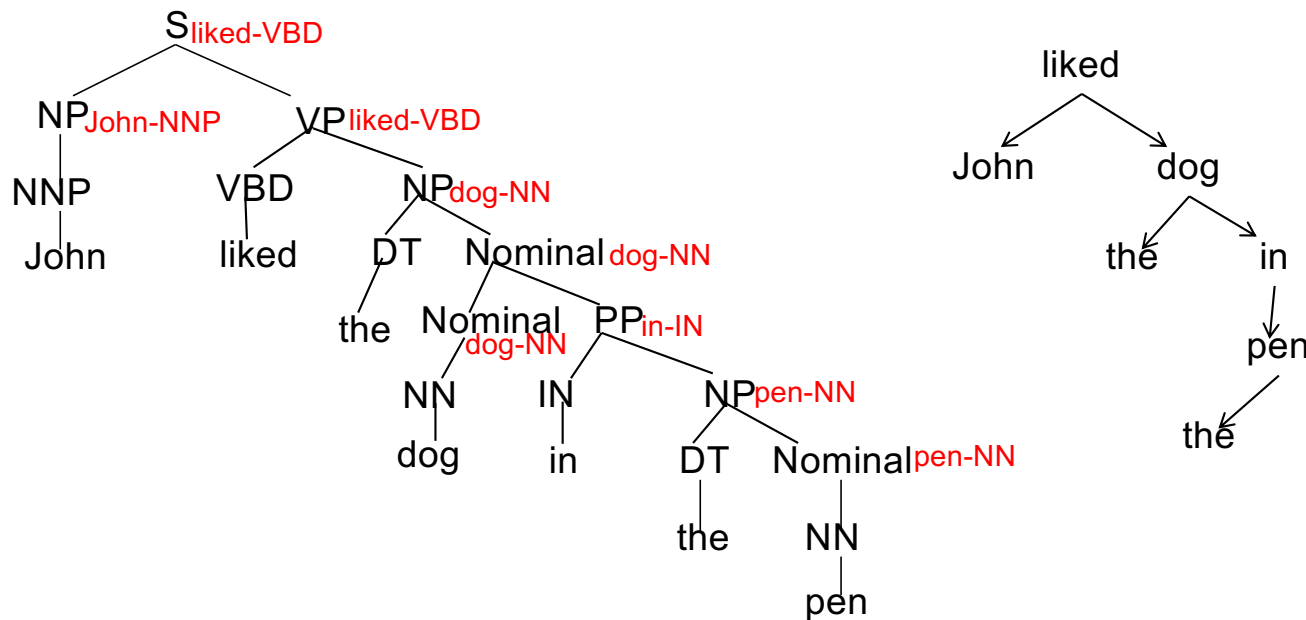 S liked-VBD
liked
NP John-NNP VP liked-VBD
John dog
NNP VBD NP dog-NN
John liked DT Nominal dog-NN the in
the Nominal dog-NN PP in-IN
pen
NN IN NP pen-NN
the
dog in DT Nominal pen-NN
the NN
pen